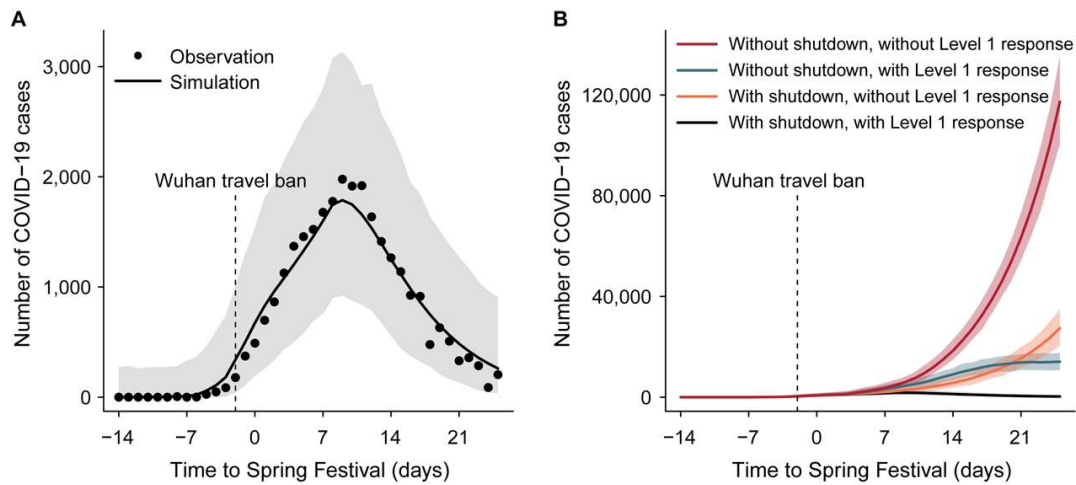 A
Observation
Simulation
Wuhan travel ban
Number of COVID−19 cases
3,000
2,000
1,000
0
−14
−7
0
7
14
21
Time to Spring Festival (days)
B
Without shutdown, without Level 1 response
Without shutdown, with Level 1 response
With shutdown, without Level 1 response
With shutdown, with Level 1 response
Wuhan travel ban
Number of COVID−19 cases
120,000
80,000
40,000
0
−14
−7
0
7
14
21
Time to Spring Festival (days)